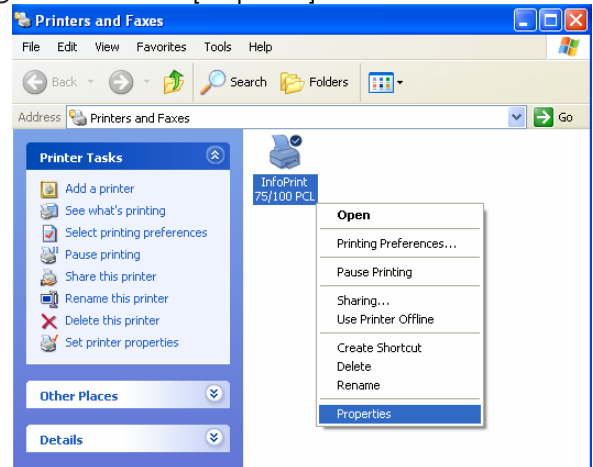 Printers and Faxes
File Edit View Favorites Tools Help
Back Search Folders
Address Printers and Faxes Go
Printer Tasks
Add a printer
See what's printing
Select printing preferences
Pause printing
Share this printer
Rename this printer
Delete this printer
Set printer properties
Other Places
Details
InfoPrint
75/100 PCL
Open
Printing Preferences...
Pause Printing
Sharing...
Use Printer Offline
Create Shortcut
Delete
Rename
Properties